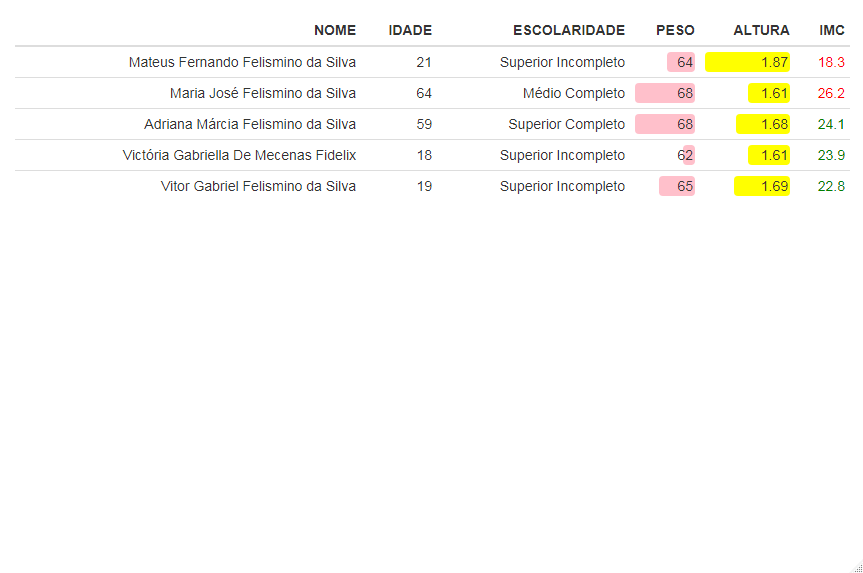 NOME IDADE ESCOLARIDADE PESO ALTURA IMC
Mateus Fernando Felismino da Silva 21 Superior Incompleto 64 1.87 18.3
Maria José Felismino da Silva 64 Médio Completo 68 1.61 26.2
Adriana Márcia Felismino da Silva 59 Superior Completo 68 1.68 24.1
Victória Gabriella De Mecenas Fidelix 18 Superior Incompleto 62 1.61 23.9
Vitor Gabriel Felismino da Silva 19 Superior Incompleto 65 1.69 22.8